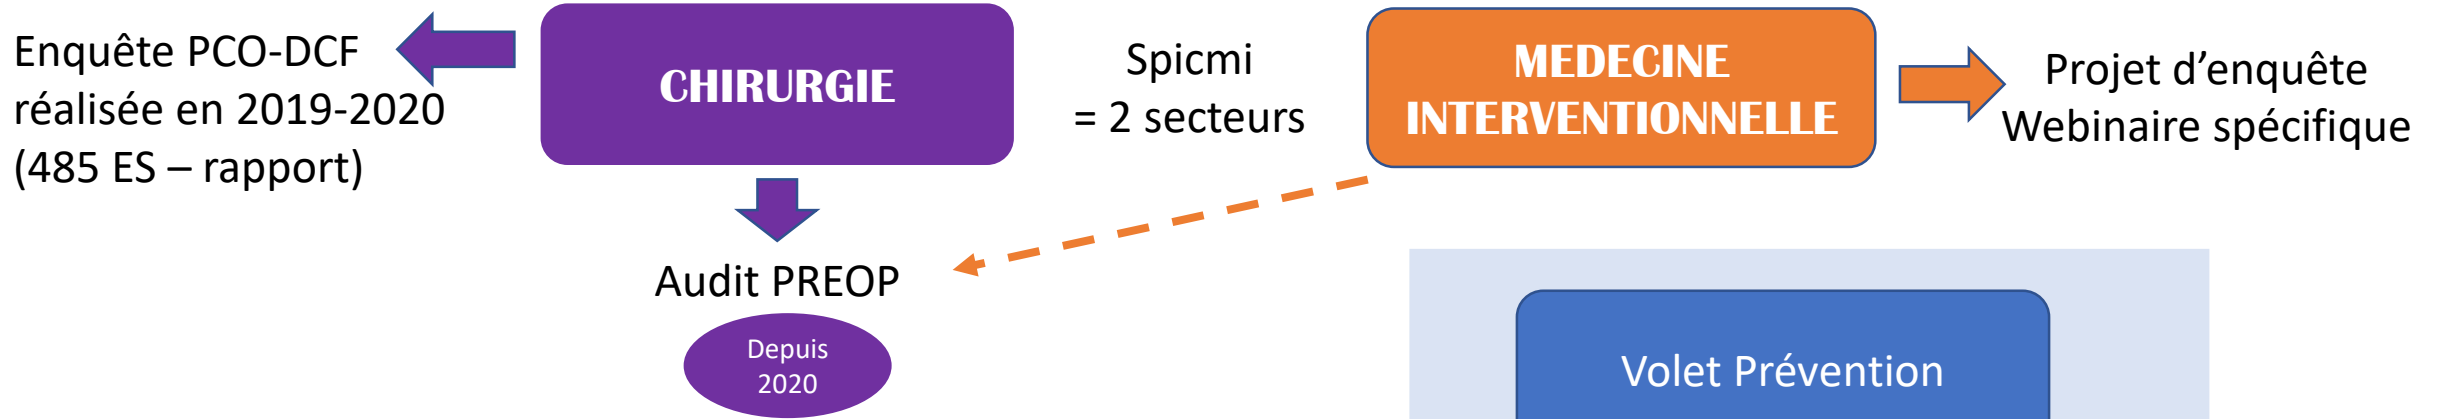 Enquête PCO-DCF
réalisée en 2019-2020
(485 ES – rapport)
CHIRURGIE
Spicmi
= 2 secteurs
MEDECINE
INTERVENTIONNELLE
Projet d’enquête
Webinaire spécifique
Audit PREOP
Depuis
2020
Volet Prévention